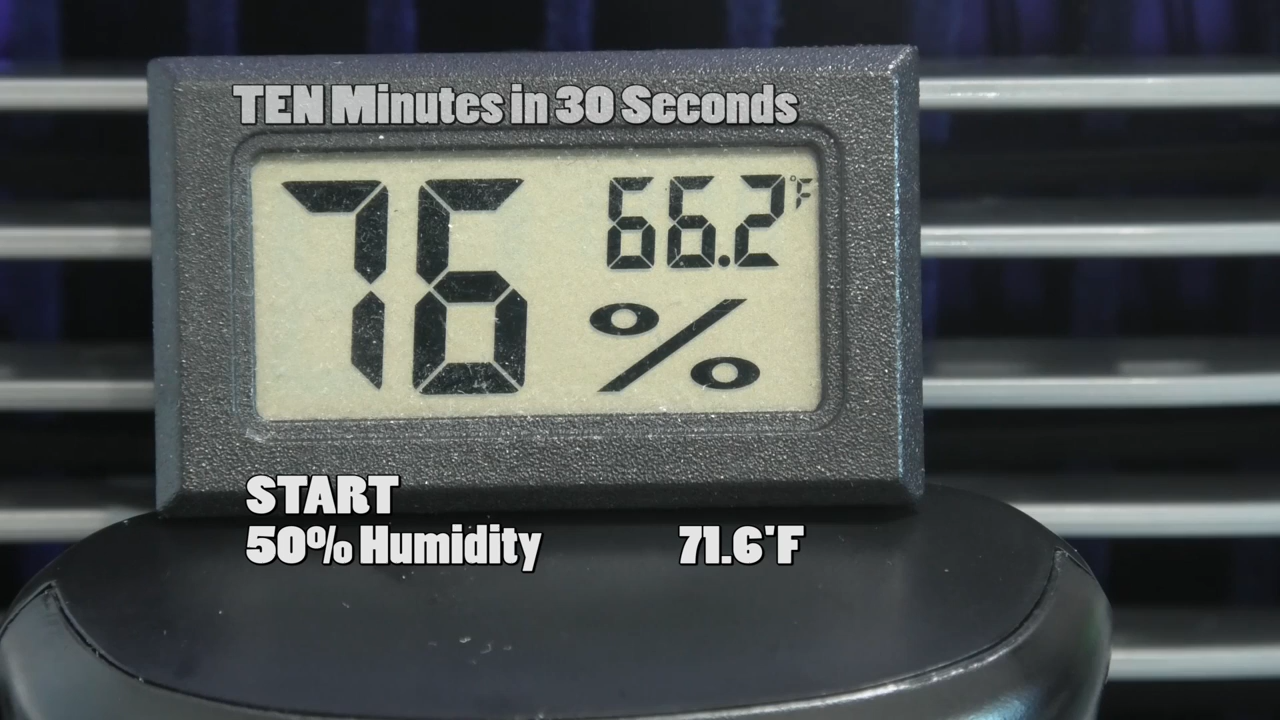 TEN Minutes in 30 Seconds
76 66.2°F
%
START
50% Humidity 71.6°F